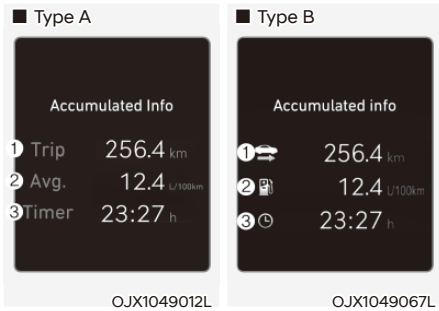 ■ Type A
Accumulated Info
1 Trip 256.4 km
2 Avg. 12.4 L/100km
3 Timer 23:27 h
OJX1049012L
■ Type B
Accumulated info
1 256.4 km
2 12.4 L/100km
3 23:27 h
OJX1049067L